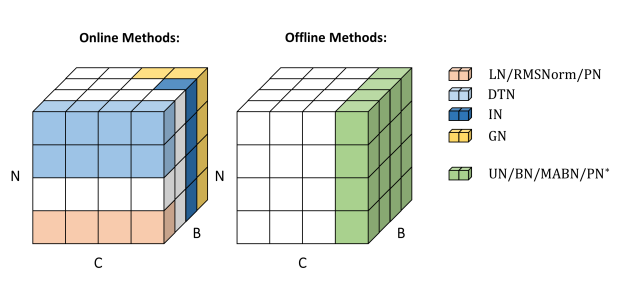 Online Methods:
Offline Methods:
LN/RMSNorm/PN
DTN
IN
GN
UN/BN/MABN/PN*
N
B
C
N
B
C